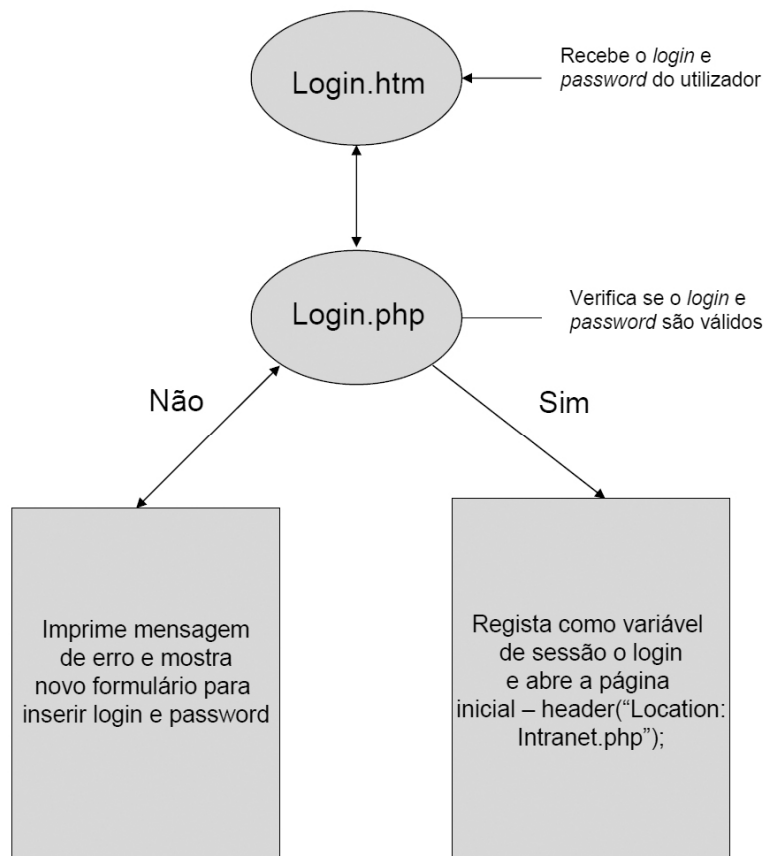 Login.htm
Recebe o login e
password do utilizador
Login.php
Verifica se o login e
password são válidos
Não
Sim
Imprime mensagem
de erro e mostra
novo formulário para
inserir login e password
Regista como variável
de sessão o login
e abre a página
inicial – header(“Location:
Intranet.php”);